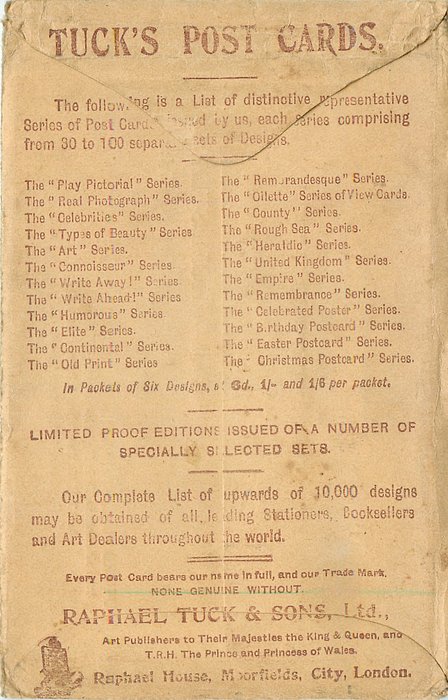 TUCK'S POST CARDS.
The following is a List of distinctive representative
Series of Post Cards issued by us, each Series comprising
from 30 to 100 separate sets of Designs.
The "Play Pictorial" Series.
The "Real Photograph" Series.
The "Celebrities" Series.
The "Types of Beauty" Series
The "Art" Series.
The "Connoisseur" Series
The "Write Away!" Series.
The "Write Ahead!" Series
The "Humorous" Series.
The "Elite" Series.
The "Continental" Series.
The "Old Print" Series
The "Rembrandesque" Series.
The "Oilette" Series of View Cards.
The "County" Series.
The "Rough Sea" Series.
The "Heraldic" Series.
The "United Kingdom" Series.
The "Empire" Series.
The "Remembrance" Series.
The "Celebrated Poster" Series.
The "Birthday Postcard" Series.
The "Easter Postcard" Series.
The "Christmas Postcard" Series.
In Packets of Six Designs, at 6d., 1/- and 1/6 per packet.
LIMITED PROOF EDITIONS ISSUED OF A NUMBER OF
SPECIALLY SELECTED SETS.
Our Complete List of upwards of 10,000 designs
may be obtained of all leading Stationers, Booksellers
and Art Dealers throughout the world.
Every Post Card bears our name in full, and our Trade Mark,
NONE GENUINE WITHOUT.
RAPHAEL TUCK & SONS, Ltd.,
Art Publishers to Their Majesties the King & Queen, and
T.R.H. The Prince and Princess of Wales.
Raphael House, Moorfields, City, London.